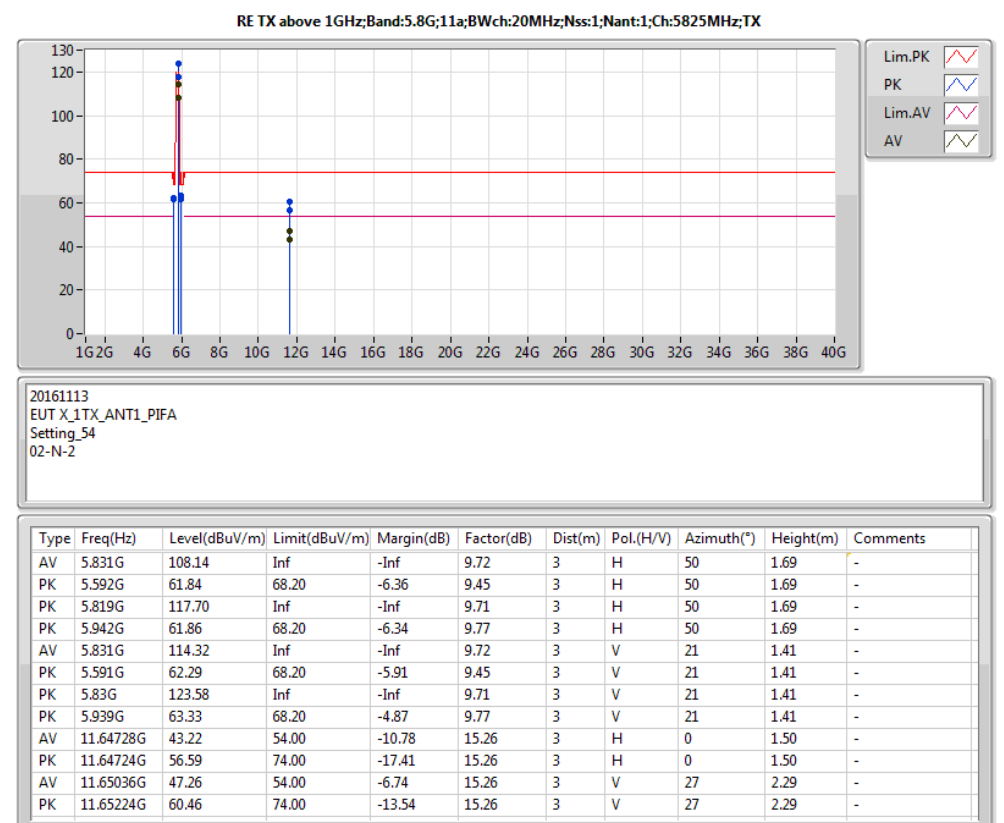 RE TX above 1GHz;Band:5.8G;11a;BWch:20MHz;Nss:1;Nant:1;Ch:5825MHz;TX
130
120
100
80
60
40
20
0
1G 2G 4G 6G 8G 10G 12G 14G 16G 18G 20G 22G 24G 26G 28G 30G 32G 34G 36G 38G 40G
Lim.PK
PK
Lim.AV
AV
20161113
EUT X_1TX_ANT1_PIFA
Setting_54
02-N-2
Type Freq(Hz) Level(dBuV/m) Limit(dBuV/m) Margin(dB) Factor(dB) Dist(m) Pol.(H/V) Azimuth(°) Height(m) Comments
AV 5.831G 108.14 Inf -Inf 9.72 3 H 50 1.69 -
PK 5.592G 61.84 68.20 -6.36 9.45 3 H 50 1.69 -
PK 5.819G 117.70 Inf -Inf 9.71 3 H 50 1.69 -
PK 5.942G 61.86 68.20 -6.34 9.77 3 H 50 1.69 -
AV 5.831G 114.32 Inf -Inf 9.72 3 V 21 1.41 -
PK 5.591G 62.29 68.20 -5.91 9.45 3 V 21 1.41 -
PK 5.83G 123.58 Inf -Inf 9.71 3 V 21 1.41 -
PK 5.939G 63.33 68.20 -4.87 9.77 3 V 21 1.41 -
AV 11.64728G 43.22 54.00 -10.78 15.26 3 H 0 1.50 -
PK 11.64724G 56.59 74.00 -17.41 15.26 3 H 0 1.50 -
AV 11.65036G 47.26 54.00 -6.74 15.26 3 V 27 2.29 -
PK 11.65224G 60.46 74.00 -13.54 15.26 3 V 27 2.29 -